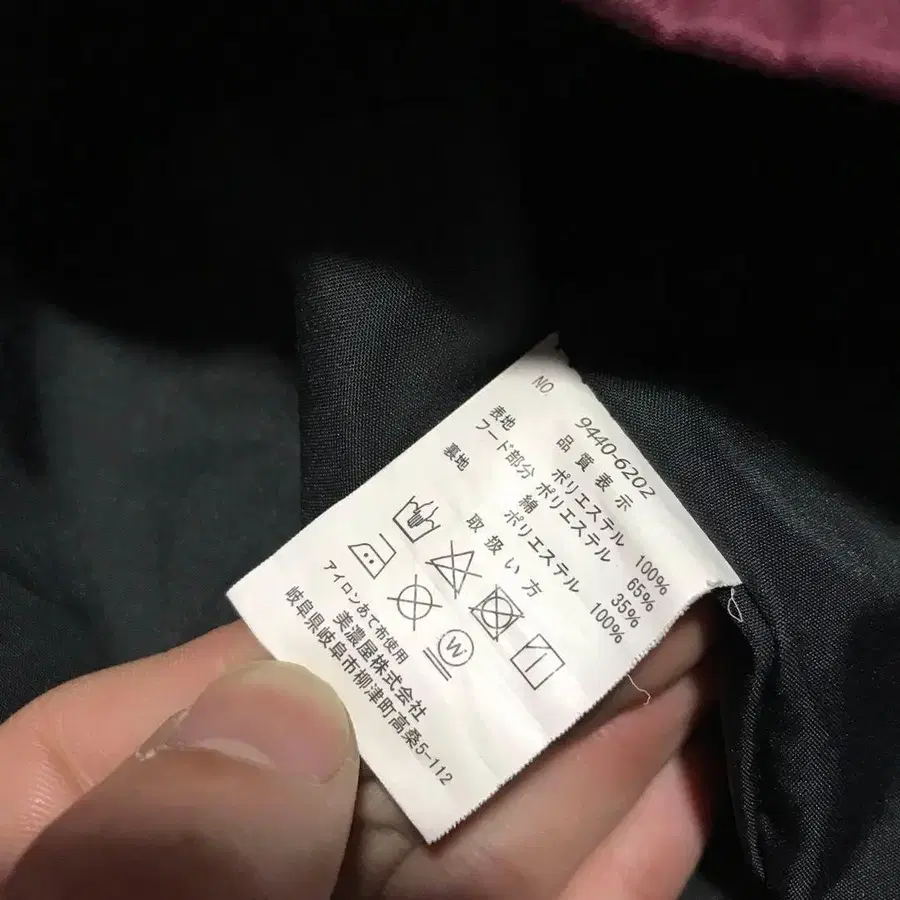 NO. 9440-6202
品質表示
表地 ポリエステル 100%
フード部分 ポリエステル 65%
綿 35%
裏地 ポリエステル 100%
取扱い方
W
アイロンあて布使用
美濃屋株式会社
岐阜県岐阜市柳津町高桑5-112